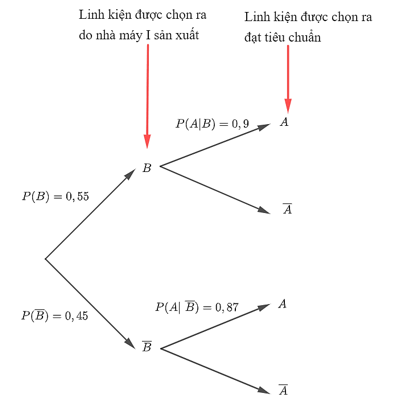 Linh kiện được chọn ra
do nhà máy I sản xuất
Linh kiện được chọn ra
đạt tiêu chuẩn
P(A|B) = 0,9
A
B
P(B) = 0,55
A̅
P(B̅) = 0,45
P(A| B̅) = 0,87
A
B̅
A̅